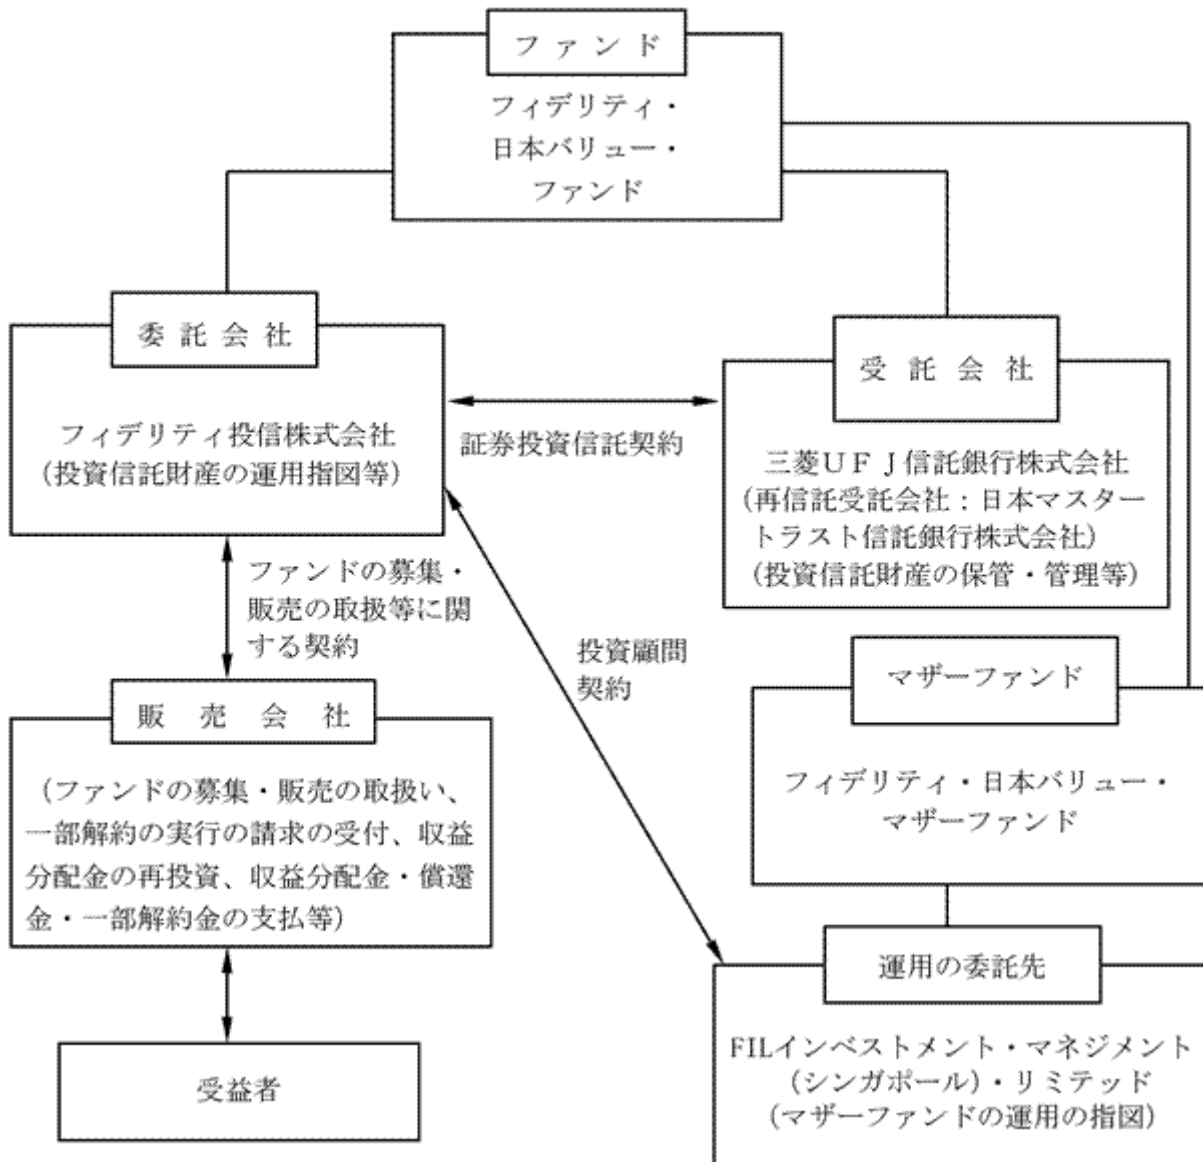 ファンド
フィデリティ・
日本バリュー・
ファンド
委託会社
フィデリティ投信株式会社
(投資信託財産の運用指図等)
証券投資信託契約
受託会社
三菱UFJ信託銀行株式会社
(再信託受託会社：日本マスター
トラスト信託銀行株式会社)
(投資信託財産の保管・管理等)
ファンドの募集・
販売の取扱等に関
する契約
投資顧問
契約
マザーファンド
フィデリティ・日本バリュー・
マザーファンド
販売会社
(ファンドの募集・販売の取扱い、
一部解約の実行の請求の受付、収益
分配金の再投資、収益分配金・償還
金・一部解約金の支払等)
運用の委託先
FILインベストメント・マネジメント
(シンガポール)・リミテッド
(マザーファンドの運用の指図)
受益者